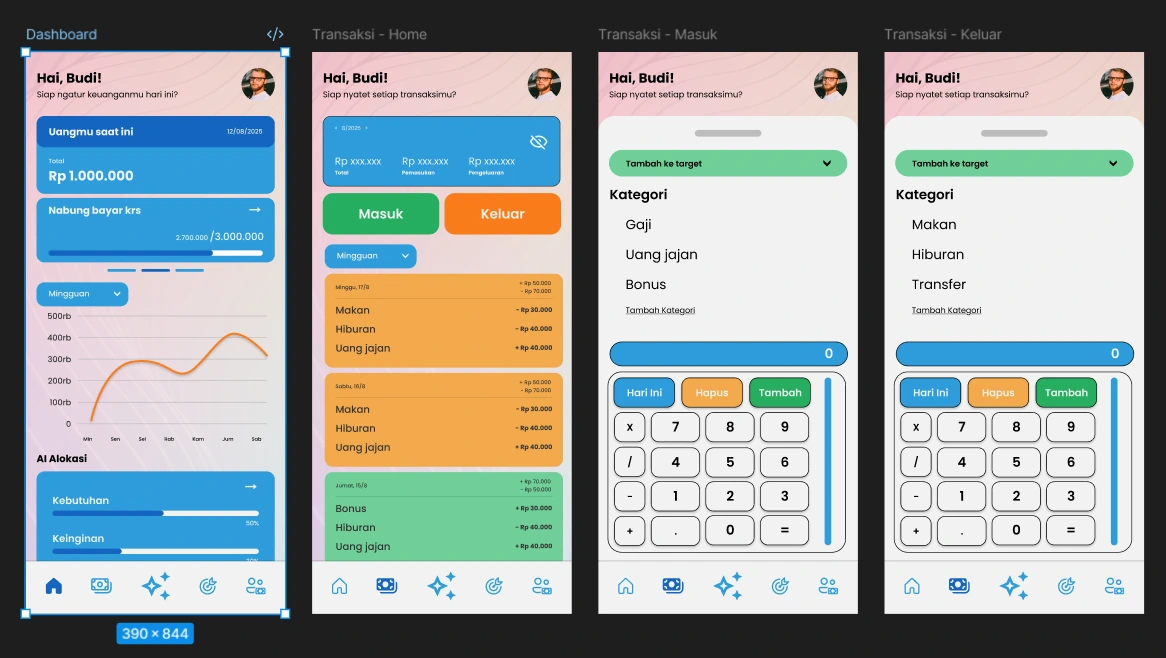 Dashboard
Hai, Budi!
Siap ngatur keuanganmu hari ini?
Uangmu saat ini 12/08/2025
Total
Rp 1.000.000
Nabung bayar krs
2.700.000 /3.000.000
Mingguan
500rb
400rb
300rb
200rb
100rb
0
Min Sen Sel Rab Kam Jum Sab
AI Alokasi
Kebutuhan
50%
Keinginan
390 × 844
Transaksi - Home
Hai, Budi!
Siap nyatet setiap transaksimu?
‹ 8/2025 ›
Rp xxx.xxx Rp xxx.xxx Rp xxx.xxx
Total Pemasukan Pengeluaran
Masuk Keluar
Mingguan
Minggu, 17/8 + Rp 50.000
- Rp 70.000
Makan - Rp 30.000
Hiburan - Rp 40.000
Uang jajan + Rp 40.000
Sabtu, 16/8 + Rp 50.000
- Rp 70.000
Makan - Rp 30.000
Hiburan - Rp 40.000
Uang jajan + Rp 40.000
Jumat, 15/8 + Rp 70.000
- Rp 50.000
Bonus + Rp 30.000
Hiburan - Rp 40.000
Uang jajan + Rp 40.000
Transaksi - Masuk
Hai, Budi!
Siap nyatet setiap transaksimu?
Tambah ke target
Kategori
Gaji
Uang jajan
Bonus
Tambah Kategori
0
Hari Ini Hapus Tambah
x 7 8 9
/ 4 5 6
- 1 2 3
+ . 0 =
Transaksi - Keluar
Hai, Budi!
Siap nyatet setiap transaksimu?
Tambah ke target
Kategori
Makan
Hiburan
Transfer
Tambah Kategori
0
Hari Ini Hapus Tambah
x 7 8 9
/ 4 5 6
- 1 2 3
+ . 0 =